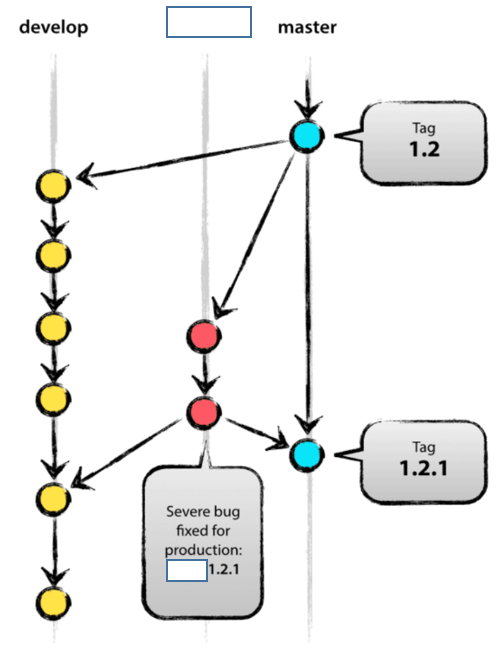 develop
master
Tag
1.2
Tag
1.2.1
Severe bug
fixed for
production:
1.2.1